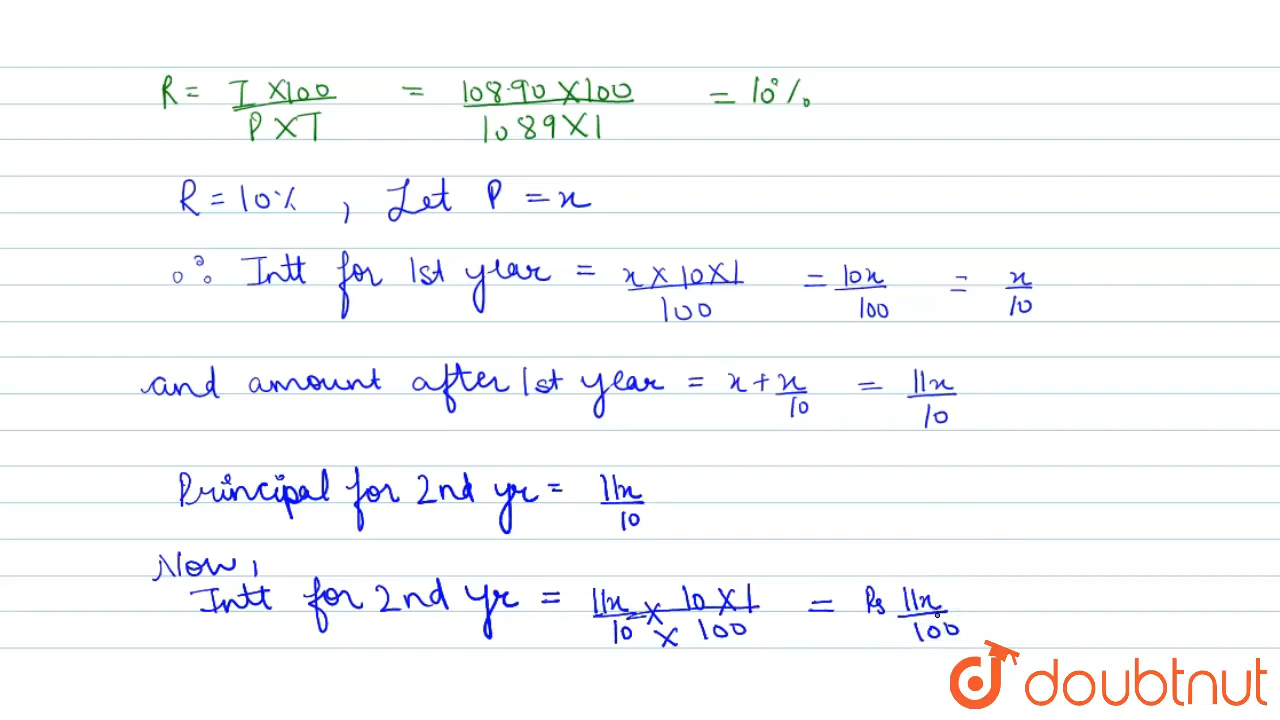 R = I × 100 / P × T = 108.90 × 100 / 1089 × 1 = 10%
R = 10% , Let P = x
∴ Intt for 1st year = x × 10 × 1 / 100 = 10x / 100 = x / 10
and amount after 1st year = x + x / 10 = 11x / 10
Principal for 2nd yr = 11x / 10
Now,
Intt for 2nd yr = 11x × 10 × 1 / 10 × 100 = Rs 11x / 100
doubtnut